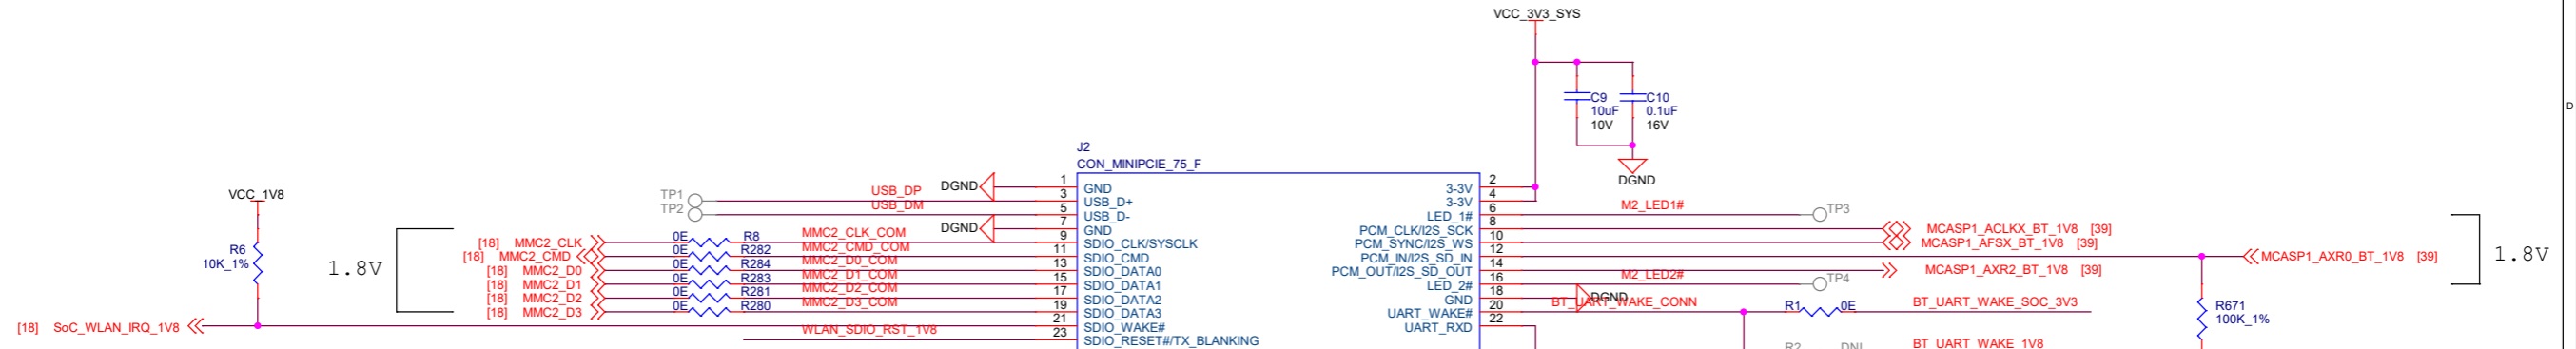 VCC_3V3_SYS
C9
C10
10uF
0.1uF
10V
16V
D
DGND
J2
CON_MINIPCIE_75_F
VCC_1V8
R6
10K_1%
1.8V
TP1
USB_DP
DGND
1
GND
3-3V
2
3
USB_D+
3-3V
4
TP2
USB_DM
5
USB_D-
LED_1#
6
M2_LED1#
TP3
DGND
7
GND
PCM_CLK/I2S_SCK
8
MCASP1_ACLKX_BT_1V8 [39]
[18] MMC2_CLK
0E
R8
MMC2_CLK_COM
9
SDIO_CLK/SYSCLK
PCM_SYNC/I2S_WS
10
MCASP1_AFSX_BT_1V8 [39]
[18] MMC2_CMD
0E
R282
MMC2_CMD_COM
11
SDIO_CMD
PCM_IN/I2S_SD_IN
12
MCASP1_AXR0_BT_1V8 [39]
1.8V
[18] MMC2_D0
0E
R284
MMC2_D0_COM
13
SDIO_DATA0
PCM_OUT/I2S_SD_OUT
14
MCASP1_AXR2_BT_1V8 [39]
[18] MMC2_D1
0E
R283
MMC2_D1_COM
15
SDIO_DATA1
LED_2#
16
M2_LED2#
TP4
[18] MMC2_D2
0E
R281
MMC2_D2_COM
17
SDIO_DATA2
GND
18
DGND
[18] MMC2_D3
0E
R280
MMC2_D3_COM
19
SDIO_DATA3
UART_WAKE#
20
BT_UART_WAKE_CONN
R1
0E
BT_UART_WAKE_SOC_3V3
R671
100K_1%
[18] SoC_WLAN_IRQ_1V8
21
SDIO_WAKE#
UART_RXD
22
WLAN_SDIO_RST_1V8
23
SDIO_RESET#/TX_BLANKING
R2
DNI
BT_UART_WAKE_1V8